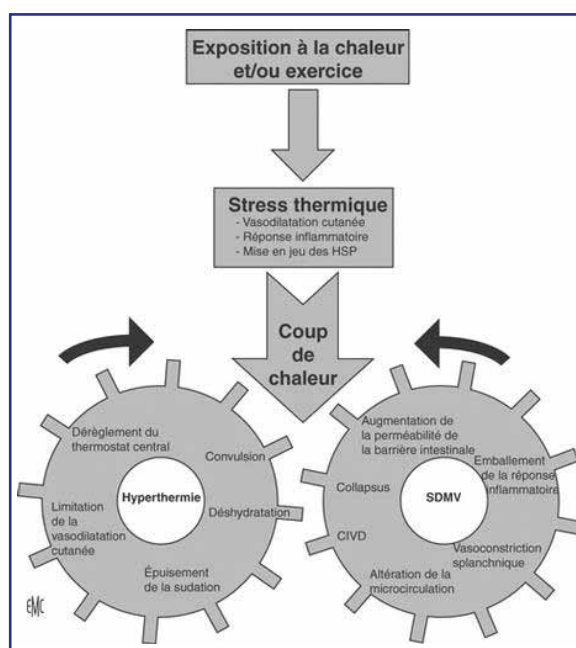 Exposition à la chaleur
et/ou exercice
Stress thermique
- Vasodilatation cutanée
- Réponse inflammatoire
- Mise en jeu des HSP
Coup
de
chaleur
Dérèglement du
thermostat central
Convulsion
Hyperthermie
Déshydratation
Limitation
de la
vasodilatation
cutanée
Épuisement
de la sudation
Augmentation de
la perméabilité de
la barrière intestinale
Emballement
de la réponse
inflammatoire
Collapsus
SDMV
CIVD
Vasoconstriction
splanchnique
Altération de la
microcirculation
EMC